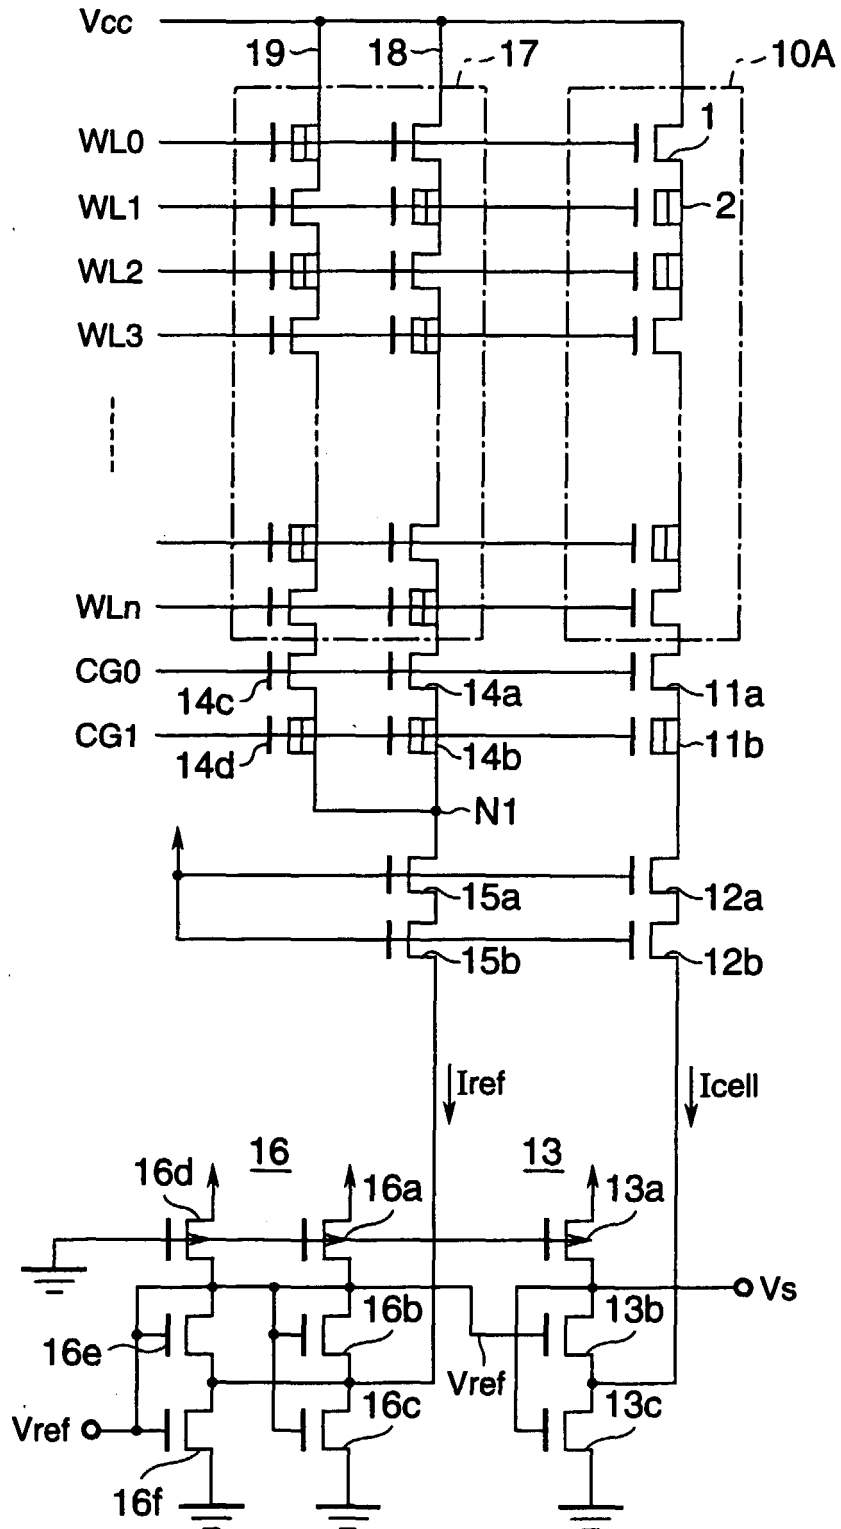 Vcc
19 18 17 10A
WL0 1
WL1 2
WL2
WL3
WLn
CG0
14c 14a 11a
CG1
14d 14b 11b
N1
15a 12a
15b 12b
Iref Icell
16 13
16d 16a 13a
Vs
16e 16b 13b
Vref
Vref 16c 13c
16f